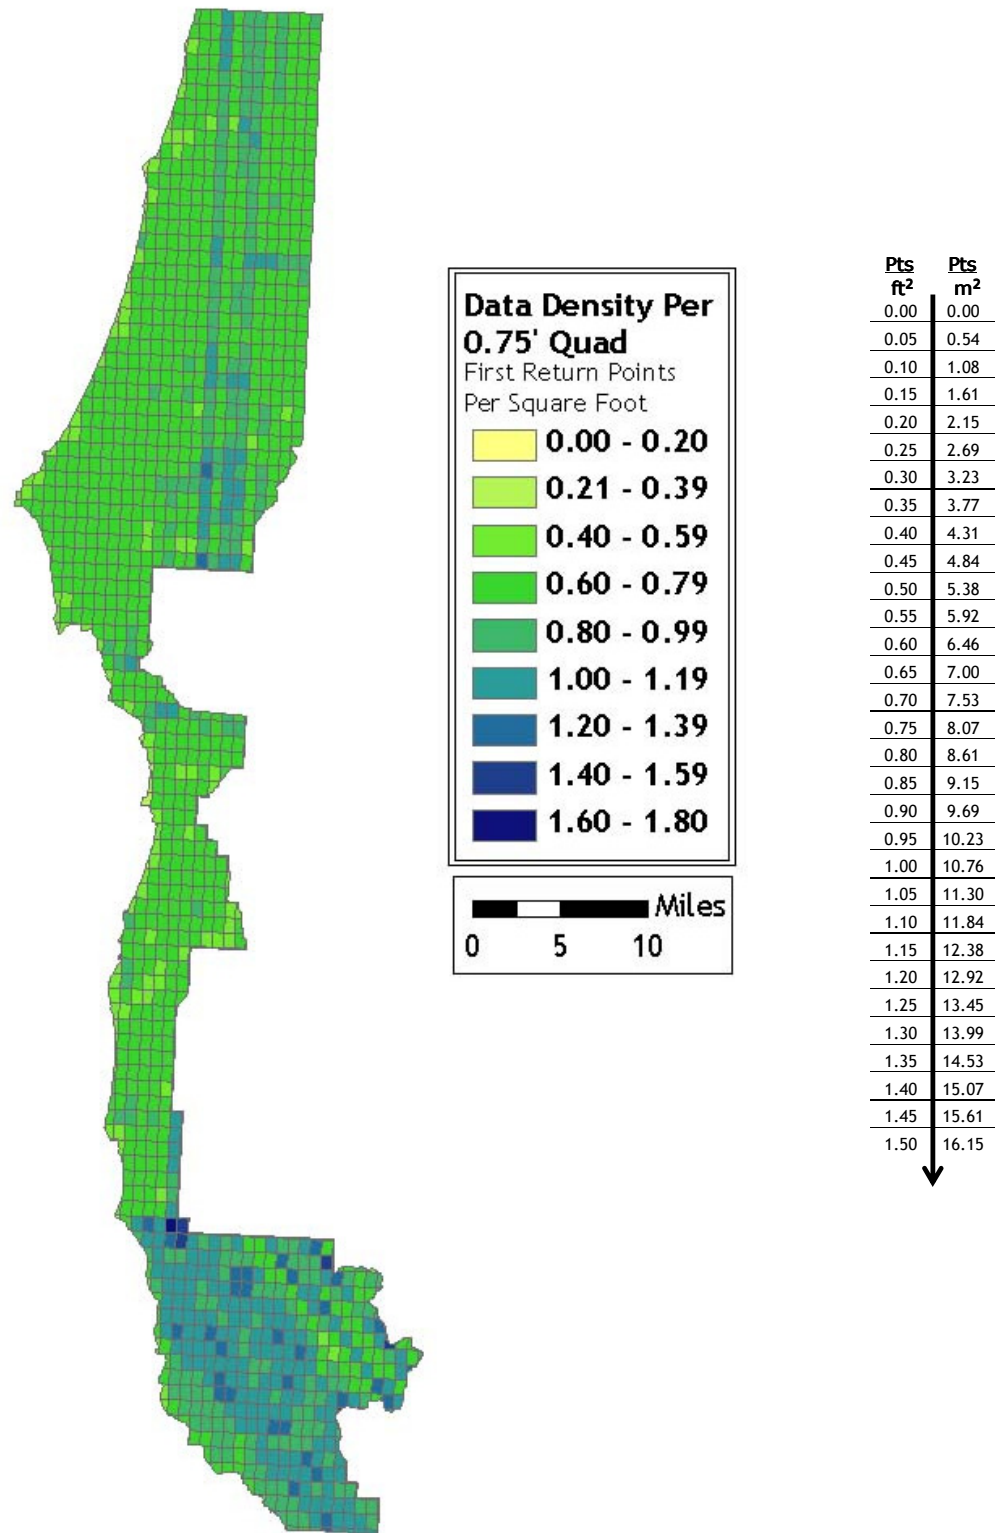 Data Density Per
0.75' Quad
First Return Points
Per Square Foot
0.00 - 0.20
0.21 - 0.39
0.40 - 0.59
0.60 - 0.79
0.80 - 0.99
1.00 - 1.19
1.20 - 1.39
1.40 - 1.59
1.60 - 1.80
Miles
0 5 10
Pts Pts
ft² m²
0.00 0.00
0.05 0.54
0.10 1.08
0.15 1.61
0.20 2.15
0.25 2.69
0.30 3.23
0.35 3.77
0.40 4.31
0.45 4.84
0.50 5.38
0.55 5.92
0.60 6.46
0.65 7.00
0.70 7.53
0.75 8.07
0.80 8.61
0.85 9.15
0.90 9.69
0.95 10.23
1.00 10.76
1.05 11.30
1.10 11.84
1.15 12.38
1.20 12.92
1.25 13.45
1.30 13.99
1.35 14.53
1.40 15.07
1.45 15.61
1.50 16.15